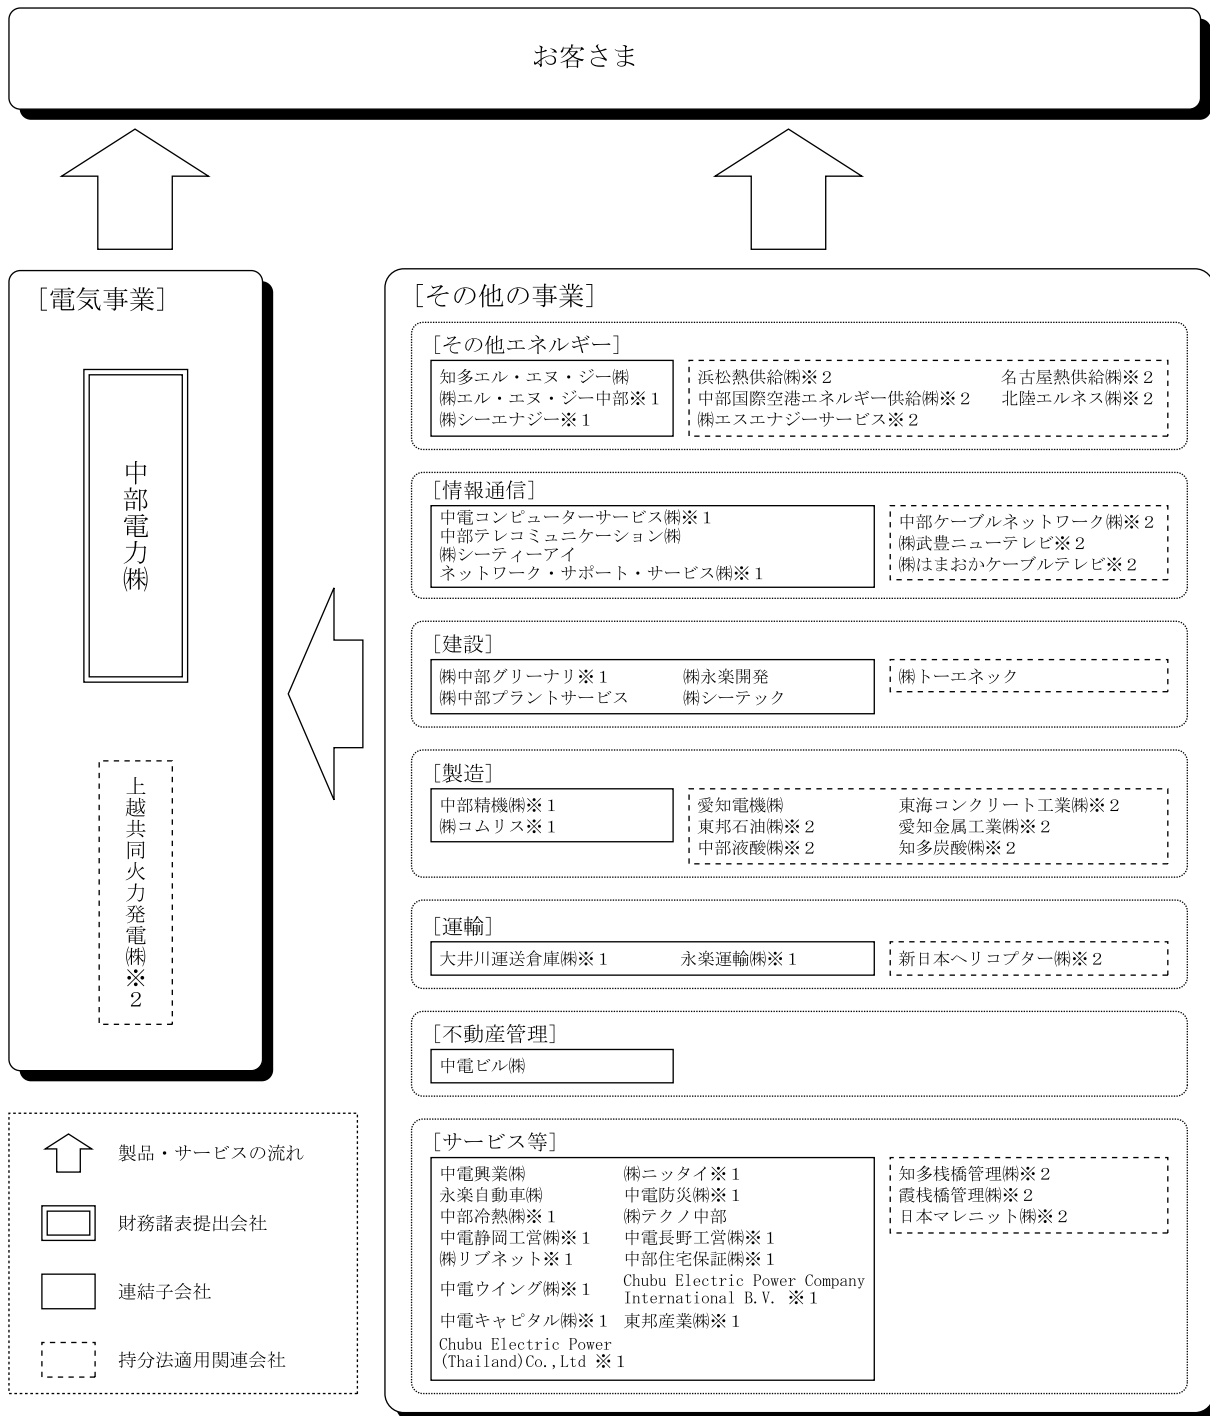 お客さま
[電気事業]
中部電力㈱
上越共同火力発電㈱※2
[その他の事業]
[その他エネルギー]
知多エル・エヌ・ジー㈱
㈱エル・エヌ・ジー中部※1
㈱シーエナジー※1
浜松熱供給㈱※2 名古屋熱供給㈱※2
中部国際空港エネルギー供給㈱※2 北陸エルネス㈱※2
㈱エスエナジーサービス※2
[情報通信]
中電コンピューターサービス㈱※1
中部テレコミュニケーション㈱
㈱シーティーアイ
ネットワーク・サポート・サービス㈱※1
中部ケーブルネットワーク㈱※2
㈱武豊ニューテレビ※2
㈱はまおかケーブルテレビ※2
[建設]
㈱中部グリーナリ※1 ㈱永楽開発
㈱中部プラントサービス ㈱シーテック
㈱トーエネック
[製造]
中部精機㈱※1
㈱コムリス※1
愛知電機㈱ 東海コンクリート工業㈱※2
東邦石油㈱※2 愛知金属工業㈱※2
中部液酸㈱※2 知多炭酸㈱※2
[運輸]
大井川運送倉庫㈱※1 永楽運輸㈱※1
新日本ヘリコプター㈱※2
[不動産管理]
中電ビル㈱
[サービス等]
中電興業㈱ ㈱ニッタイ※1
永楽自動車㈱ 中電防災㈱※1
中部冷熱㈱※1 ㈱テクノ中部
中電静岡工営㈱※1 中電長野工営㈱※1
㈱リブネット※1 中部住宅保証㈱※1
中電ウイング㈱※1 Chubu Electric Power Company
International B.V. ※1
中電キャピタル㈱※1 東邦産業㈱※1
Chubu Electric Power
(Thailand)Co.,Ltd ※1
知多桟橋管理㈱※2
霞桟橋管理㈱※2
日本マレニット㈱※2
製品・サービスの流れ
財務諸表提出会社
連結子会社
持分法適用関連会社